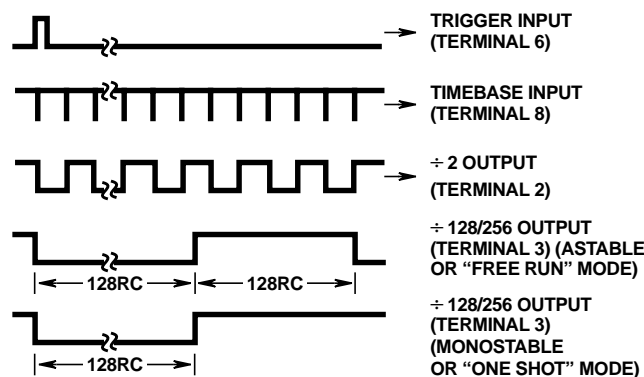 TRIGGER INPUT
(TERMINAL 6)
TIMEBASE INPUT
(TERMINAL 8)
÷ 2 OUTPUT
(TERMINAL 2)
÷ 128/256 OUTPUT
(TERMINAL 3) (ASTABLE
OR “FREE RUN” MODE)
128RC
128RC
÷ 128/256 OUTPUT
(TERMINAL 3)
(MONOSTABLE
OR “ONE SHOT” MODE)
128RC